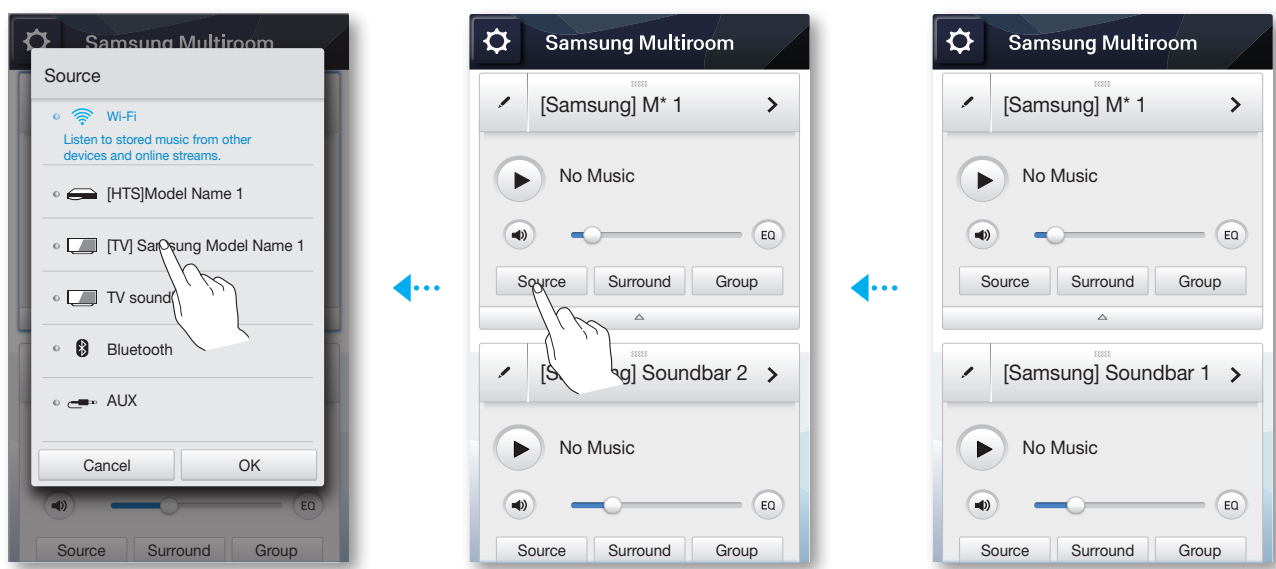 Samsung Multiroom
Source
Wi-Fi
Listen to stored music from other
devices and online streams.
[HTS]Model Name 1
[TV] Samsung Model Name 1
TV sound
Bluetooth
AUX
Cancel
OK
EQ
Source
Surround
Group
Samsung Multiroom
[Samsung] M* 1
No Music
EQ
Source
Surround
Group
[Samsung] Soundbar 2
No Music
EQ
Source
Surround
Group
Samsung Multiroom
[Samsung] M* 1
No Music
EQ
Source
Surround
Group
[Samsung] Soundbar 1
No Music
EQ
Source
Surround
Group